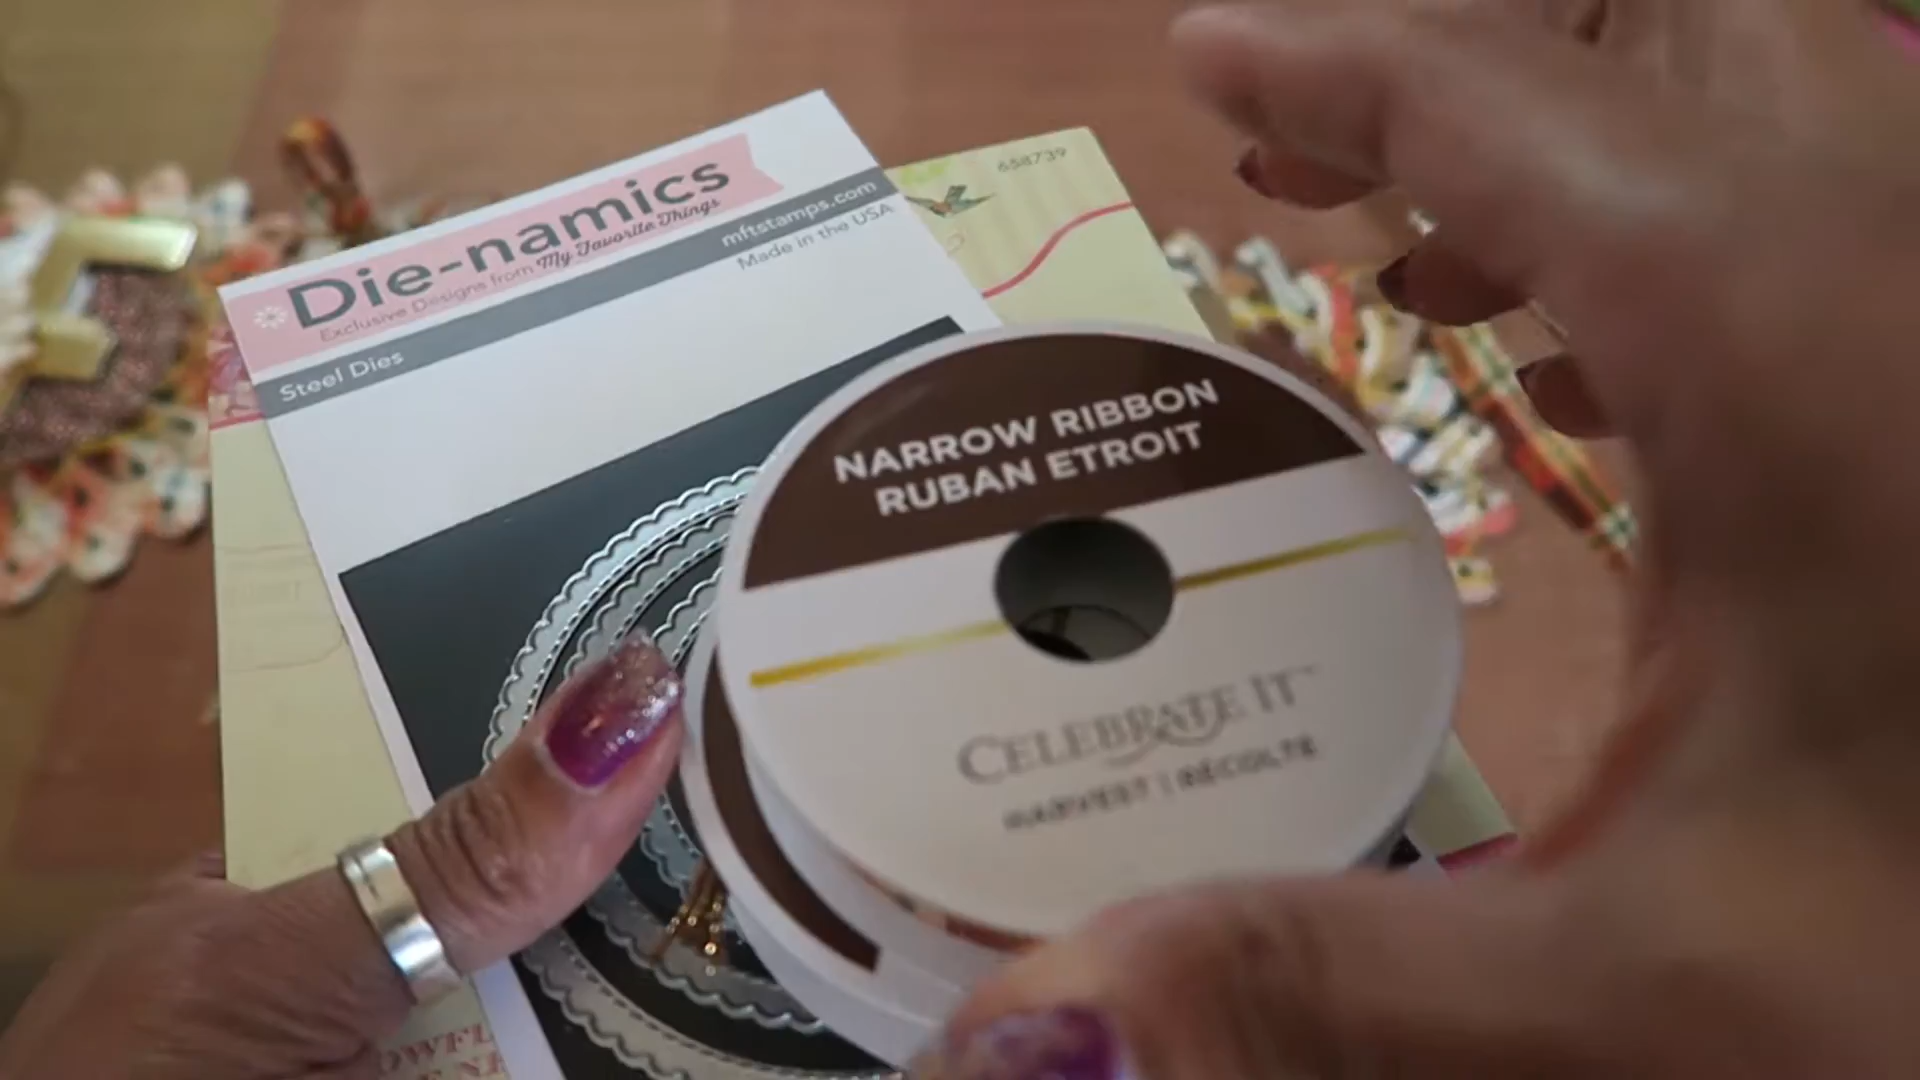 Die-namics
Exclusive Designs from My Favorite Things
mftstamps.com
Made in the USA
Steel Dies
658739
NARROW RIBBON
RUBAN ETROIT
CELEBRATE IT™
HARVEST | RÉCOLTE